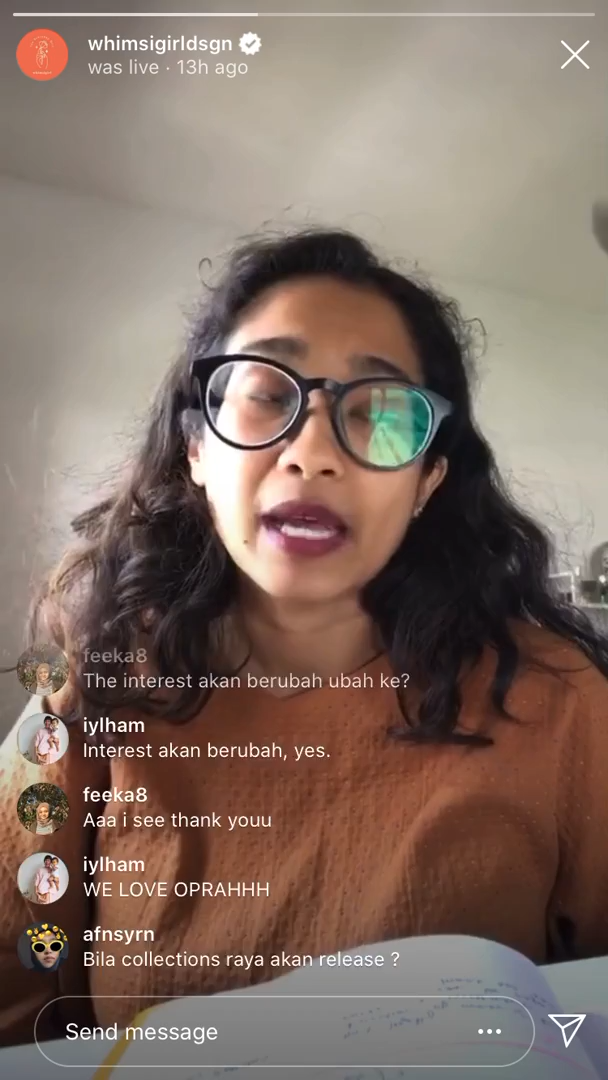 whimsigirldsgn
was live · 13h ago
feeka8
The interest akan berubah ubah ke?
iylham
Interest akan berubah, yes.
feeka8
Aaa i see thank youu
iylham
WE LOVE OPRAHHH
afnsyrn
Bila collections raya akan release ?
Send message